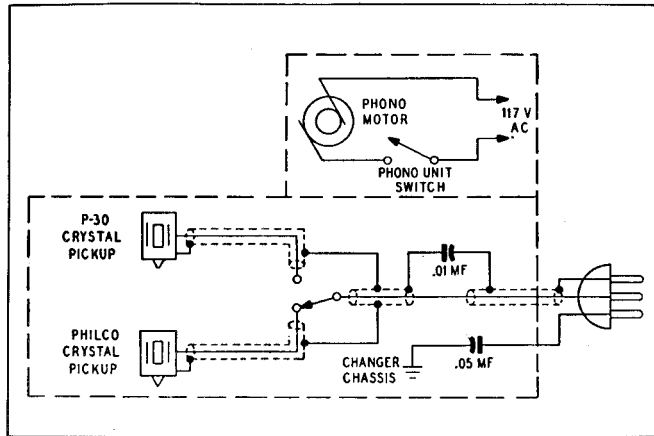 PHONO
MOTOR
117 V
AC
PHONO UNIT
SWITCH
P-30
CRYSTAL
PICKUP
.01 MF
PHILCO
CRYSTAL
PICKUP
CHANGER
CHASSIS
.05 MF